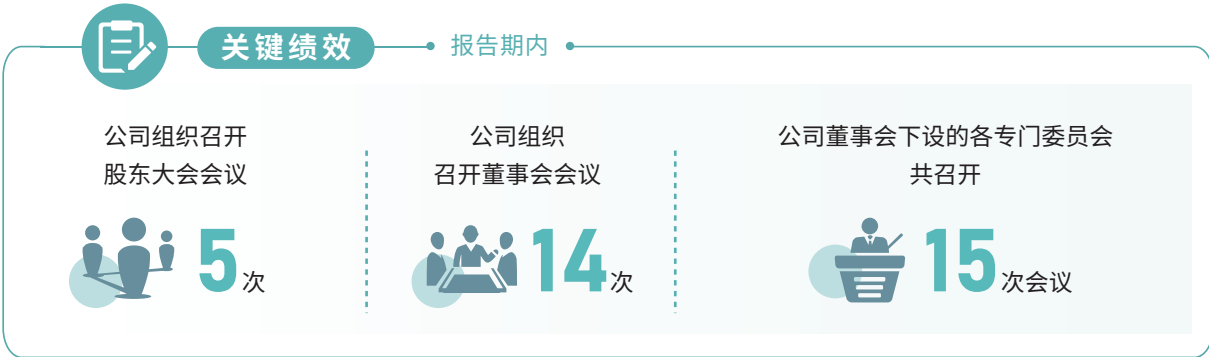 关键绩效
报告期内
公司组织召开
股东大会会议
5次
公司组织
召开董事会会议
14次
公司董事会下设的各专门委员会
共召开
15次会议